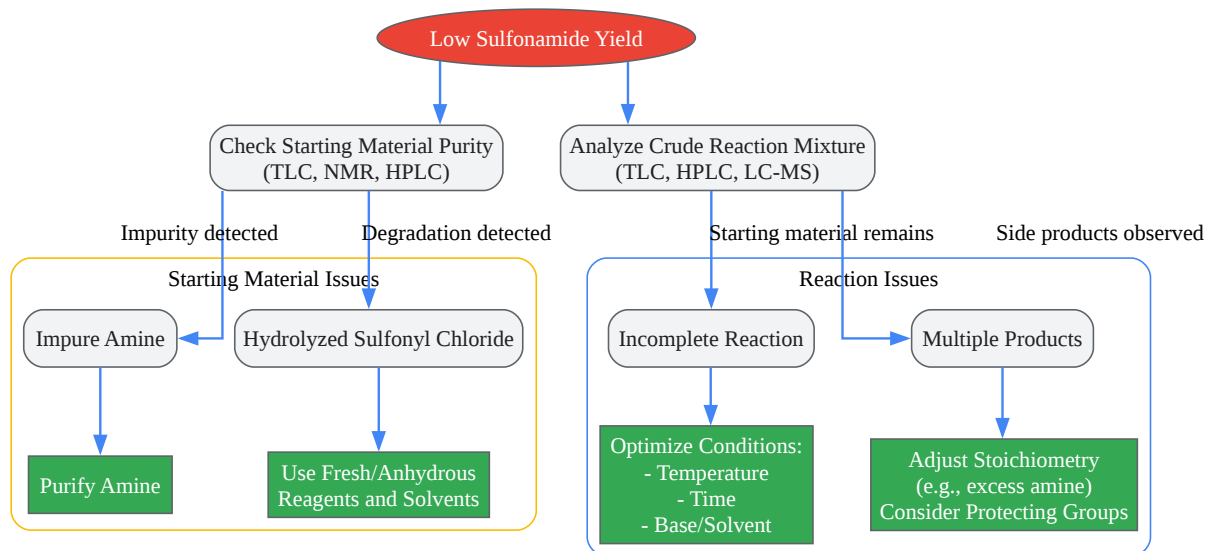 Low Sulfonamide Yield
Check Starting Material Purity
(TLC, NMR, HPLC)
Analyze Crude Reaction Mixture
(TLC, HPLC, LC-MS)
Impurity detected
Degradation detected
Starting material remains
Side products observed
Starting Material Issues
Reaction Issues
Impure Amine
Hydrolyzed Sulfonyl Chloride
Incomplete Reaction
Multiple Products
Purify Amine
Use Fresh/Anhydrous
Reagents and Solvents
Optimize Conditions:
- Temperature
- Time
- Base/Solvent
Adjust Stoichiometry
(e.g., excess amine)
Consider Protecting Groups